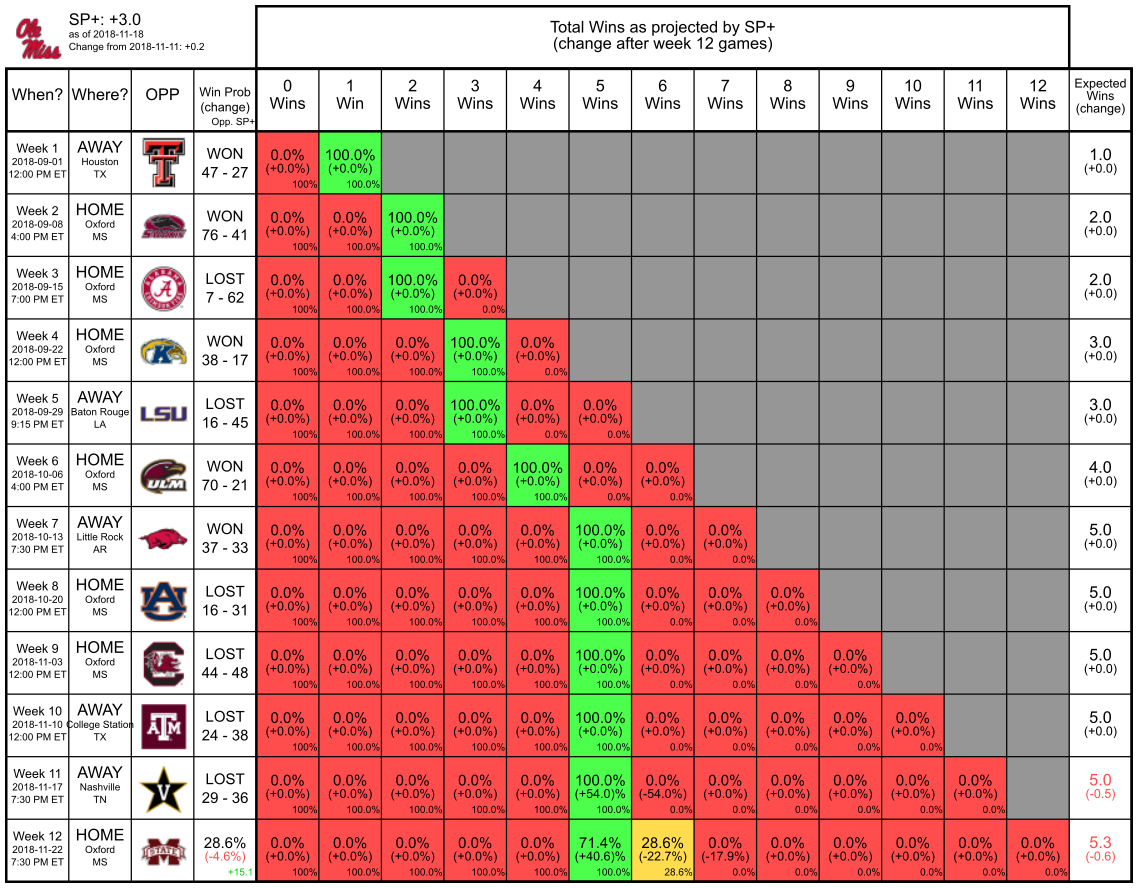 Ole
Miss
SP+: +3.0
as of 2018-11-18
Change from 2018-11-11: +0.2
Total Wins as projected by SP+
(change after week 12 games)
When? Where? OPP Win Prob (change) Opp. SP+ 0 Wins 1 Win 2 Wins 3 Wins 4 Wins 5 Wins 6 Wins 7 Wins 8 Wins 9 Wins 10 Wins 11 Wins 12 Wins Expected Wins (change)
Week 1 AWAY T WON 0.0% 100.0% 1.0
2018-09-01 Houston 47 - 27 (+0.0%) (+0.0%) (+0.0)
12:00 PM ET TX 100% 100.0%
Week 2 HOME WON 0.0% 0.0% 100.0% 2.0
2018-09-08 Oxford 76 - 41 (+0.0%) (+0.0%) (+0.0%) (+0.0)
4:00 PM ET MS 100% 100.0% 100.0%
Week 3 HOME A LOST 0.0% 0.0% 100.0% 0.0% 2.0
2018-09-15 Oxford 7 - 62 (+0.0%) (+0.0%) (+0.0%) (+0.0%) (+0.0)
7:00 PM ET MS 100% 100.0% 100.0% 0.0%
Week 4 HOME K WON 0.0% 0.0% 0.0% 100.0% 0.0% 3.0
2018-09-22 Oxford 38 - 17 (+0.0%) (+0.0%) (+0.0%) (+0.0%) (+0.0%) (+0.0)
12:00 PM ET MS 100% 100.0% 100.0% 100.0% 0.0%
Week 5 AWAY LSU LOST 0.0% 0.0% 0.0% 100.0% 0.0% 0.0% 3.0
2018-09-29 Baton Rouge 16 - 45 (+0.0%) (+0.0%) (+0.0%) (+0.0%) (+0.0%) (+0.0%) (+0.0)
9:15 PM ET LA 100% 100.0% 100.0% 100.0% 0.0% 0.0%
Week 6 HOME ULM WON 0.0% 0.0% 0.0% 0.0% 100.0% 0.0% 0.0% 4.0
2018-10-06 Oxford 70 - 21 (+0.0%) (+0.0%) (+0.0%) (+0.0%) (+0.0%) (+0.0%) (+0.0%) (+0.0)
4:00 PM ET MS 100% 100.0% 100.0% 100.0% 100.0% 0.0% 0.0%
Week 7 AWAY WON 0.0% 0.0% 0.0% 0.0% 0.0% 100.0% 0.0% 0.0% 5.0
2018-10-13 Little Rock 37 - 33 (+0.0%) (+0.0%) (+0.0%) (+0.0%) (+0.0%) (+0.0%) (+0.0%) (+0.0%) (+0.0)
7:30 PM ET AR 100% 100.0% 100.0% 100.0% 100.0% 100.0% 0.0% 0.0%
Week 8 HOME AU LOST 0.0% 0.0% 0.0% 0.0% 0.0% 100.0% 0.0% 0.0% 0.0% 5.0
2018-10-20 Oxford 16 - 31 (+0.0%) (+0.0%) (+0.0%) (+0.0%) (+0.0%) (+0.0%) (+0.0%) (+0.0%) (+0.0%) (+0.0)
12:00 PM ET MS 100% 100.0% 100.0% 100.0% 100.0% 100.0% 0.0% 0.0% 0.0%
Week 9 HOME C LOST 0.0% 0.0% 0.0% 0.0% 0.0% 100.0% 0.0% 0.0% 0.0% 0.0% 5.0
2018-11-03 Oxford 44 - 48 (+0.0%) (+0.0%) (+0.0%) (+0.0%) (+0.0%) (+0.0%) (+0.0%) (+0.0%) (+0.0%) (+0.0%) (+0.0)
12:00 PM ET MS 100% 100.0% 100.0% 100.0% 100.0% 100.0% 0.0% 0.0% 0.0% 0.0%
Week 10 AWAY ATM LOST 0.0% 0.0% 0.0% 0.0% 0.0% 100.0% 0.0% 0.0% 0.0% 0.0% 0.0% 5.0
2018-11-10 College Station 24 - 38 (+0.0%) (+0.0%) (+0.0%) (+0.0%) (+0.0%) (+0.0%) (+0.0%) (+0.0%) (+0.0%) (+0.0%) (+0.0%) (+0.0)
12:00 PM ET TX 100% 100.0% 100.0% 100.0% 100.0% 100.0% 0.0% 0.0% 0.0% 0.0% 0.0%
Week 11 AWAY V LOST 0.0% 0.0% 0.0% 0.0% 0.0% 100.0% 0.0% 0.0% 0.0% 0.0% 0.0% 0.0% 5.0
2018-11-17 Nashville 29 - 36 (+0.0%) (+0.0%) (+0.0%) (+0.0%) (+0.0%) (+54.0)% (-54.0%) (+0.0%) (+0.0%) (+0.0%) (+0.0%) (+0.0%) (-0.5)
7:30 PM ET TN 100% 100.0% 100.0% 100.0% 100.0% 100.0% 0.0% 0.0% 0.0% 0.0% 0.0% 0.0%
Week 12 HOME STATE 28.6% 0.0% 0.0% 0.0% 0.0% 0.0% 71.4% 28.6% 0.0% 0.0% 0.0% 0.0% 0.0% 0.0% 5.3
2018-11-22 Oxford (-4.6%) (+0.0%) (+0.0%) (+0.0%) (+0.0%) (+0.0%) (+40.6)% (-22.7%) (-17.9%) (+0.0%) (+0.0%) (+0.0%) (+0.0%) (+0.0%) (-0.6)
7:30 PM ET MS +15.1 100% 100.0% 100.0% 100.0% 100.0% 100.0% 28.6% 0.0% 0.0% 0.0% 0.0% 0.0% 0.0%